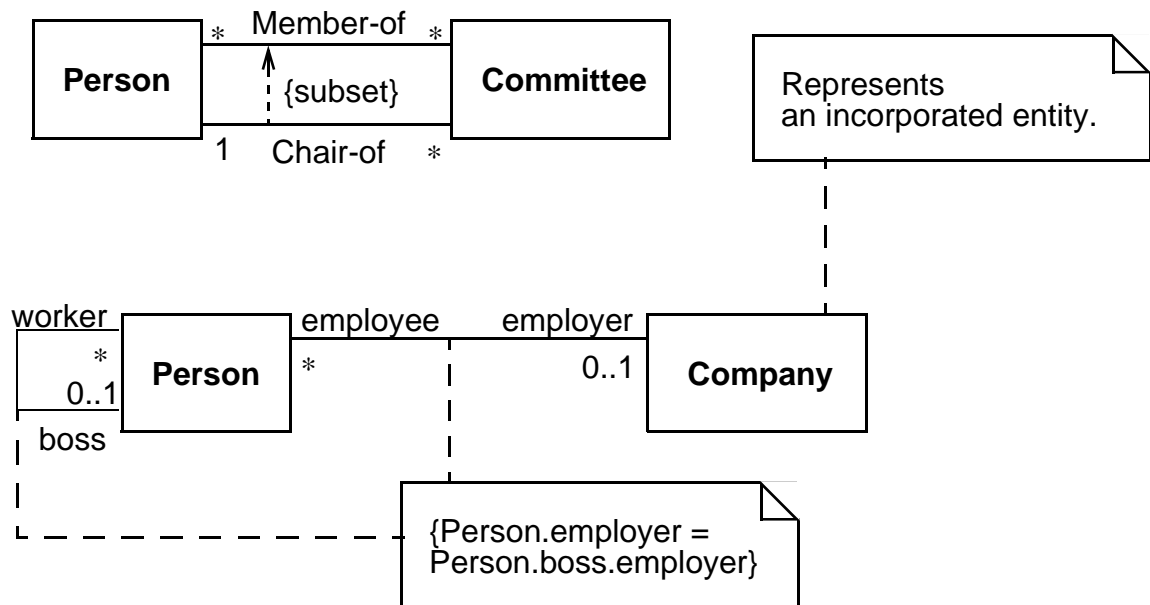 * Member-of *
Person
{subset}
Committee
1 Chair-of *
Represents
an incorporated entity.
worker
*
0..1
boss
Person
employee
*
employer
0..1
Company
{Person.employer =
Person.boss.employer}